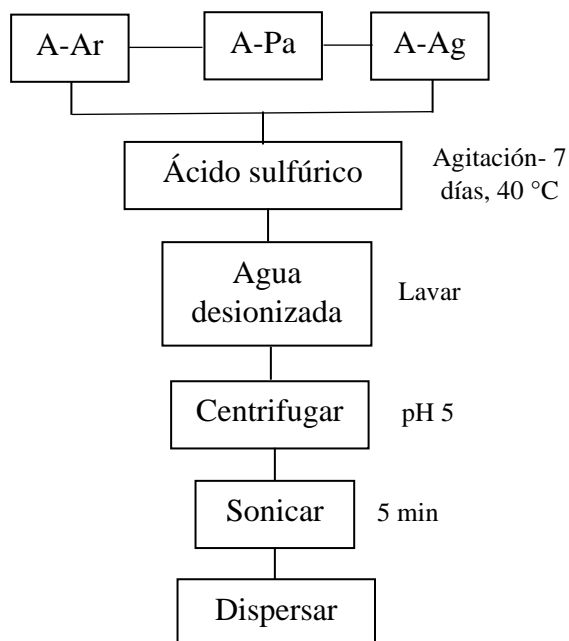 A-Ar
A-Pa
A-Ag
Ácido sulfúrico
Agitación- 7
días, 40 °C
Agua
desionizada
Lavar
Centrifugar
pH 5
Sonicar
5 min
Dispersar